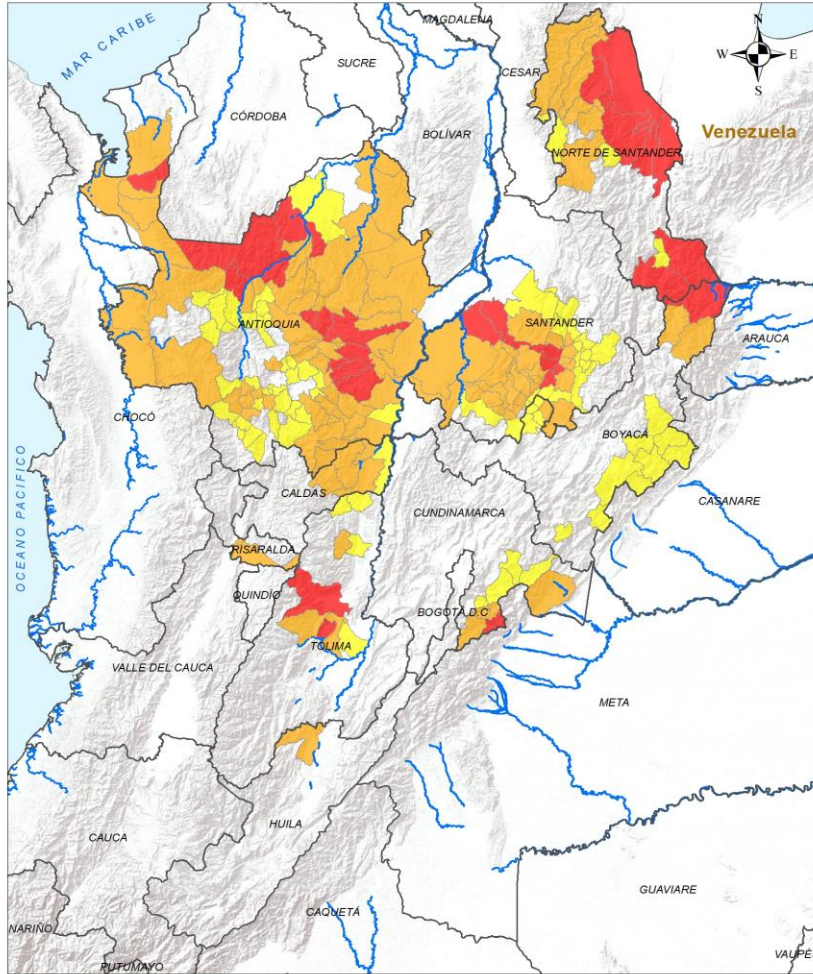 MAGDALENA
N
MAR CARIBE
SUCRE
CESAR
W
E
S
CÓRDOBA
BOLÍVAR
Venezuela
NORTE DE SANTANDER
ANTIOQUIA
SANTANDER
ARAUCA
CHOCÓ
BOYACÁ
OCEANO PACIFICO
CALDAS
CUNDINAMARCA
CASANARE
RISARALDA
QUINDÍO
BOGOTÁ D.C
TOLIMA
VALLE DEL CAUCA
META
HUILA
CAUCA
GUAVIARE
CAQUETÁ
NARIÑO
PUTUMAYO
VAUPÉ